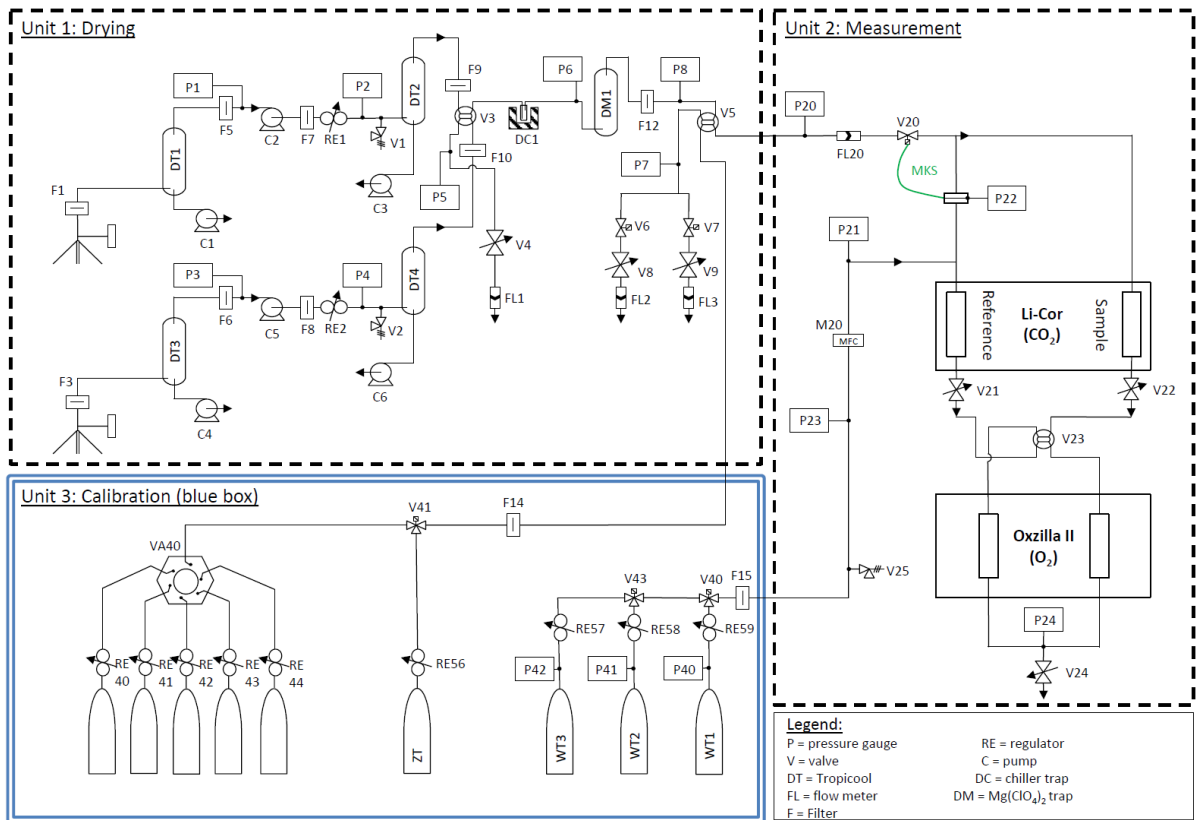 Unit 1: Drying
P1
F5
C2
F7
RE1
P2
V1
DT2
F9
V3
F10
P5
C3
DT1
C1
F1
P6
DC1
DM1
F12
P8
V5
P7
V4
FL1
V6
V7
V8
V9
FL2
FL3
P3
F6
C5
F8
RE2
P4
V2
DT4
C6
DT3
C4
F3
Unit 2: Measurement
P20
FL20
V20
MKS
P22
P21
M20
MFC
P23
Reference
Li-Cor
(CO2)
Sample
V21
V22
V23
Oxzilla II
(O2)
V25
P24
V24
Unit 3: Calibration (blue box)
VA40
V41
F14
RE
40
RE
41
RE
42
RE
43
RE
44
RE56
ZT
V43
V40
F15
RE57
RE58
RE59
P42
P41
P40
WT3
WT2
WT1
Legend:
P = pressure gauge
RE = regulator
V = valve
C = pump
DT = Tropicool
DC = chiller trap
FL = flow meter
DM = Mg(ClO4)2 trap
F = Filter